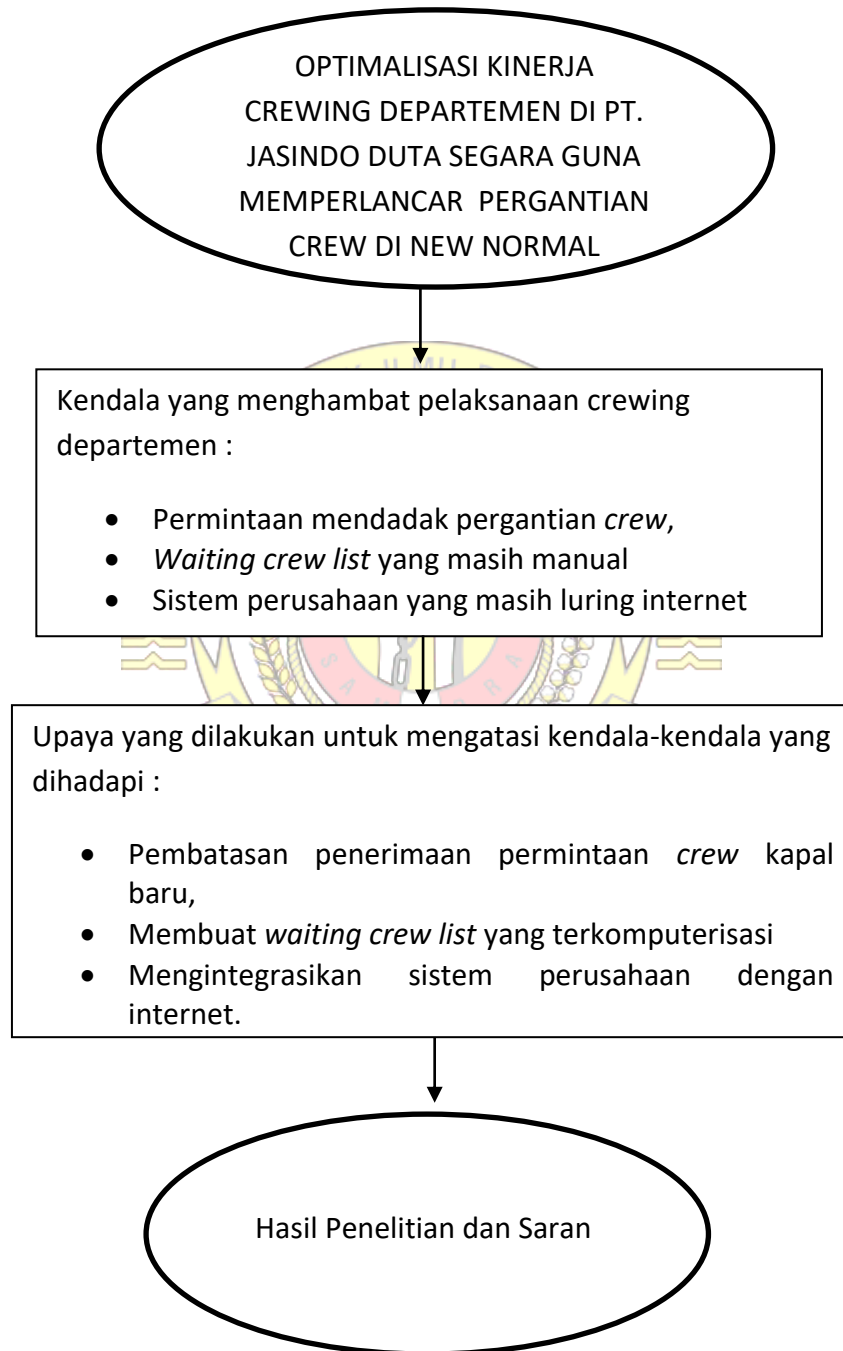 OPTIMALISASI KINERJA
CREWING DEPARTEMEN DI PT.
JASINDO DUTA SEGARA GUNA
MEMPERLANCAR PERGANTIAN
CREW DI NEW NORMAL
Kendala yang menghambat pelaksanaan crewing
departemen :
• Permintaan mendadak pergantian crew,
• Waiting crew list yang masih manual
• Sistem perusahaan yang masih luring internet
Upaya yang dilakukan untuk mengatasi kendala-kendala yang
dihadapi :
• Pembatasan penerimaan permintaan crew kapal
baru,
• Membuat waiting crew list yang terkomputerisasi
• Mengintegrasikan sistem perusahaan dengan
internet.
Hasil Penelitian dan Saran